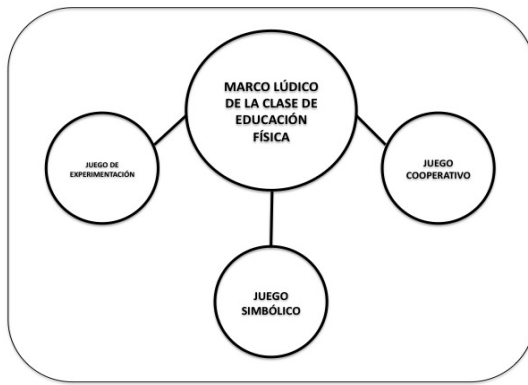 MARCO LÚDICO
DE LA CLASE DE
EDUCACIÓN
FÍSICA
JUEGO DE
EXPERIMENTACIÓN
JUEGO
COOPERATIVO
JUEGO
SIMBÓLICO